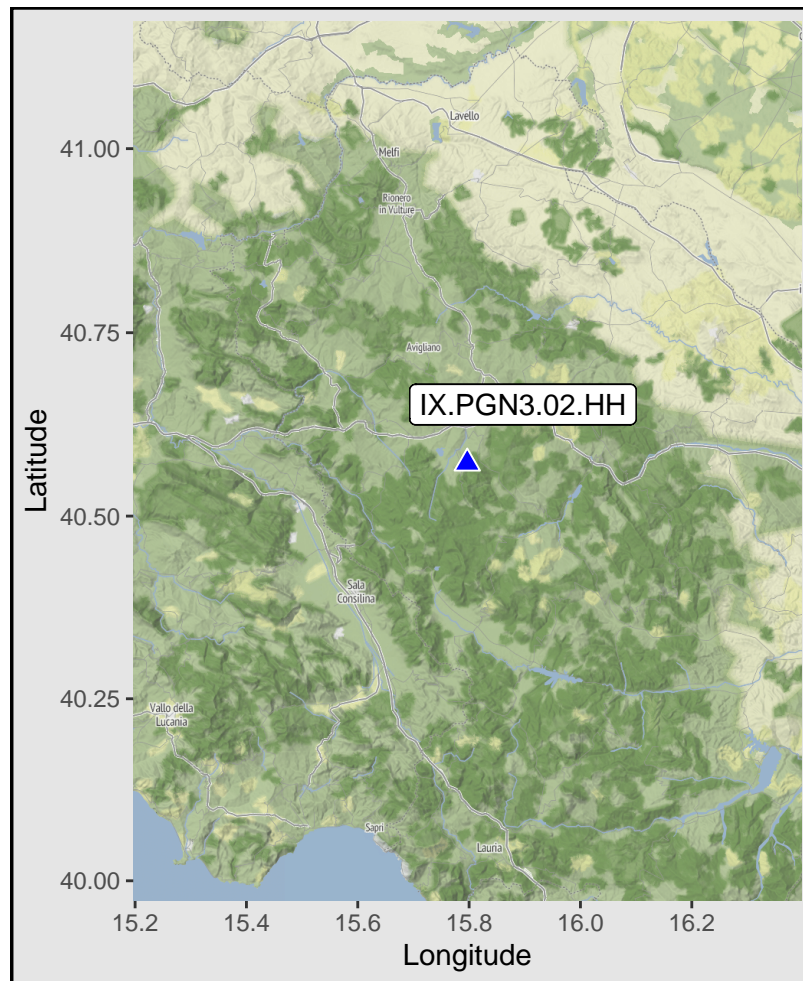 Lavello
41.00
Melfi
Rionero
in Vulture
40.75
Avigliano
IX.PGN3.02.HH
Latitude
40.50
Sala
Consilina
40.25
Vallo della
Lucania
Sapri
Lauria
40.00
15.2 15.4 15.6 15.8 16.0 16.2
Longitude